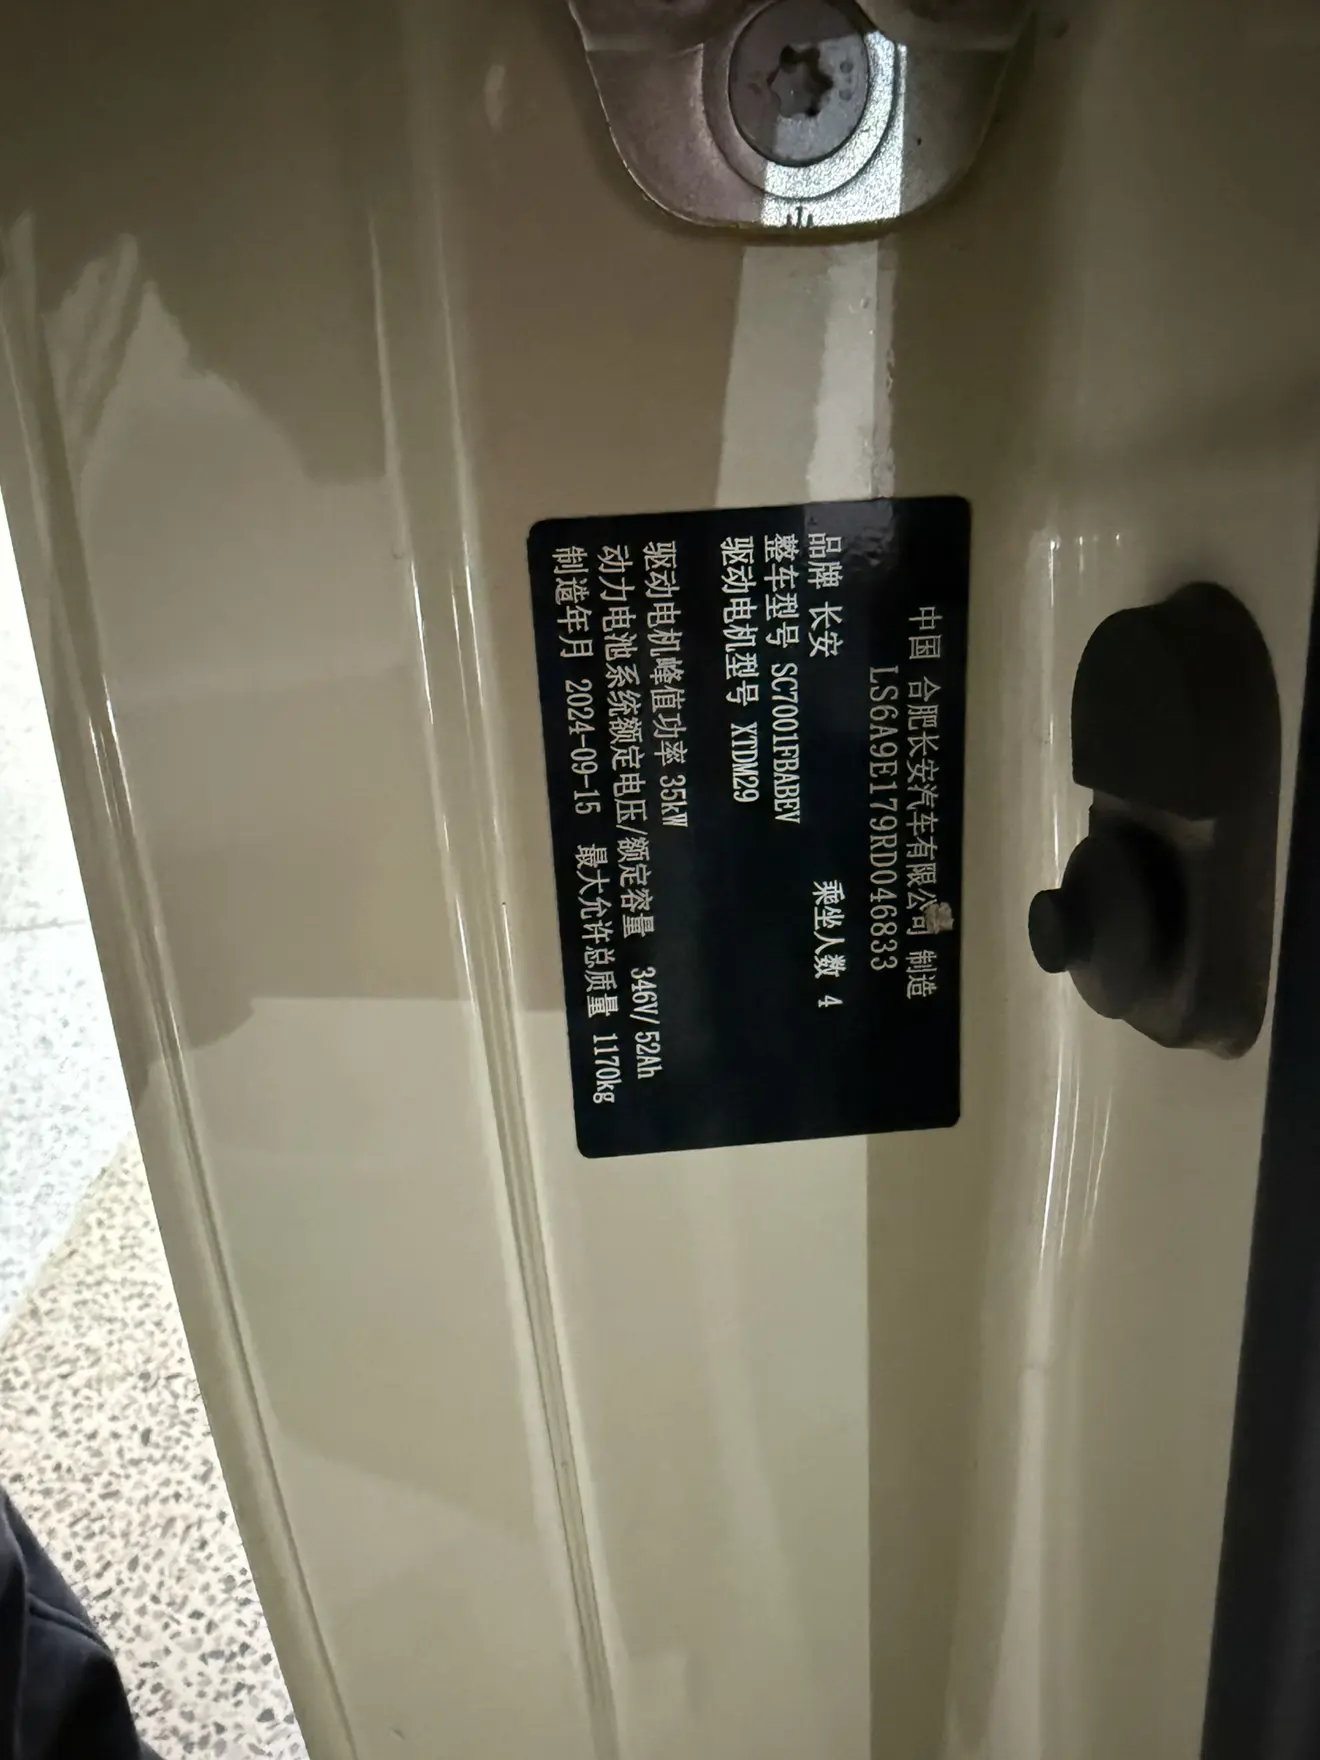 中国 合肥长安汽车有限公司 制造
LS6A9E179RD046833
品牌 长安 乘坐人数 4
整车型号 SC7001FBABEV
驱动电机型号 XTDM29
驱动电机峰值功率 35kW
动力电池系统额定电压/额定容量 346V/52Ah
制造年月 2024-09-15 最大允许总质量 1170kg